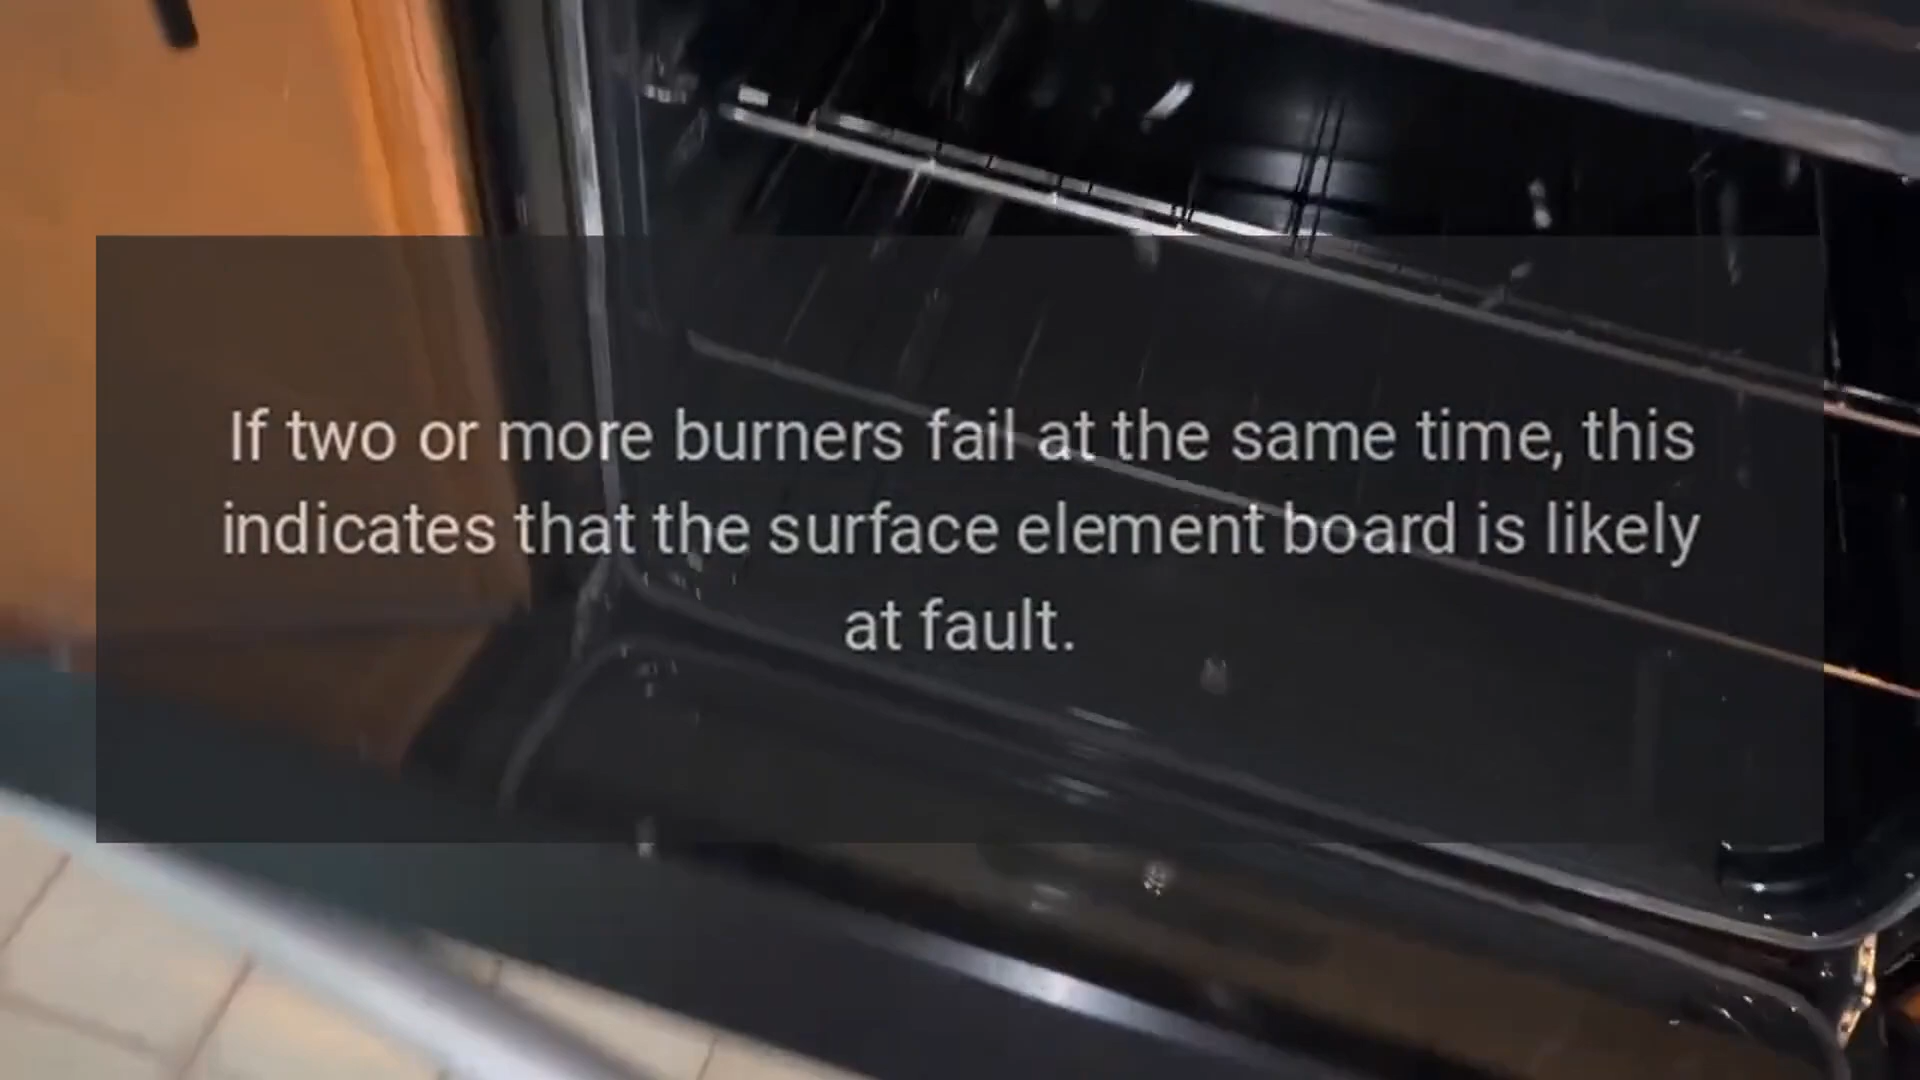 If two or more burners fail at the same time, this
indicates that the surface element board is likely
at fault.